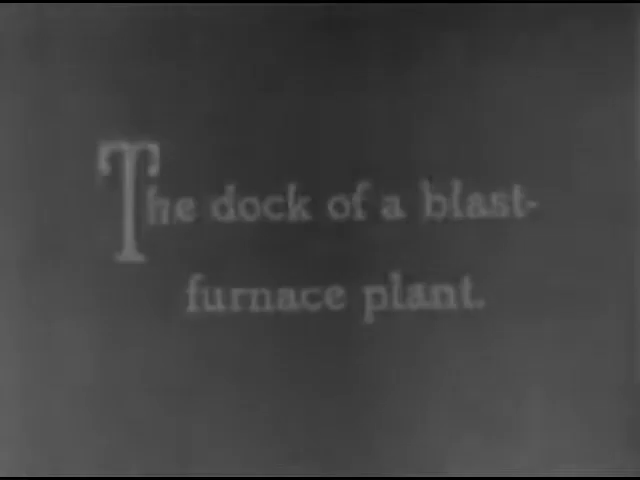 The dock of a blast-
furnace plant.